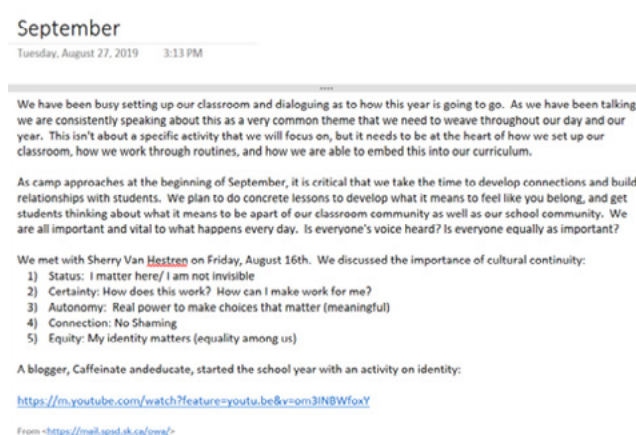 September
Tuesday, August 27, 2019 3:13 PM
We have been busy setting up our classroom and dialoguing as to how this year is going to go. As we have been talking
we are consistently speaking about this as a very common theme that we need to weave throughout our day and our
year. This isn't about a specific activity that we will focus on, but it needs to be at the heart of how we set up our
classroom, how we work through routines, and how we are able to embed this into our curriculum.
As camp approaches at the beginning of September, it is critical that we take the time to develop connections and build
relationships with students. We plan to do concrete lessons to develop what it means to feel like you belong, and get
students thinking about what it means to be apart of our classroom community as well as our school community. We
are all important and vital to what happens every day. Is everyone's voice heard? Is everyone equally as important?
We met with Sherry Van Hestren on Friday, August 16th. We discussed the importance of cultural continuity:
1) Status: I matter here/ I am not invisible
2) Certainty: How does this work? How can I make work for me?
3) Autonomy: Real power to make choices that matter (meaningful)
4) Connection: No Shaming
5) Equity: My identity matters (equality among us)
A blogger, Caffeinate andeducate, started the school year with an activity on identity:
https://m.youtube.com/watch?feature=youtu.be&v=om3INBWfoxY
From <https://mail.spsd.sk.ca/owa/>